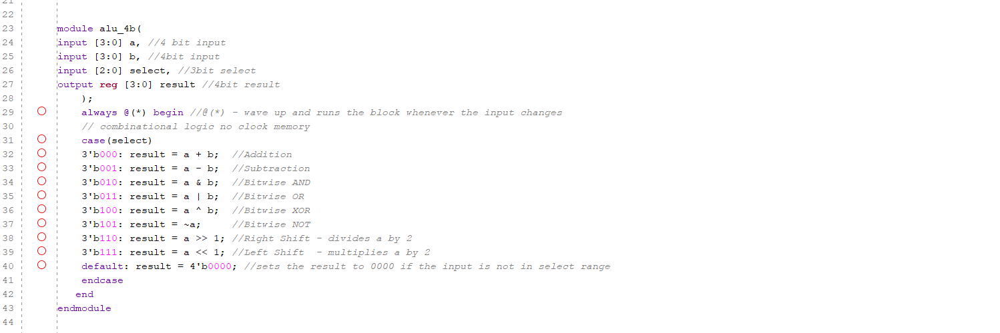 21
22
23 module alu_4b(
24 input [3:0] a, //4 bit input
25 input [3:0] b, //4bit input
26 input [2:0] select, //3bit select
27 output reg [3:0] result //4bit result
28 );
29 always @(*) begin //@(*) - wave up and runs the block whenever the input changes
30 // combinational logic no clock memory
31 case(select)
32 3'b000: result = a + b; //Addition
33 3'b001: result = a - b; //Subtraction
34 3'b010: result = a & b; //Bitwise AND
35 3'b011: result = a | b; //Bitwise OR
36 3'b100: result = a ^ b; //Bitwise XOR
37 3'b101: result = ~a; //Bitwise NOT
38 3'b110: result = a >> 1; //Right Shift - divides a by 2
39 3'b111: result = a << 1; //Left Shift - multiplies a by 2
40 default: result = 4'b0000; //sets the result to 0000 if the input is not in select range
41 endcase
42 end
43 endmodule
44